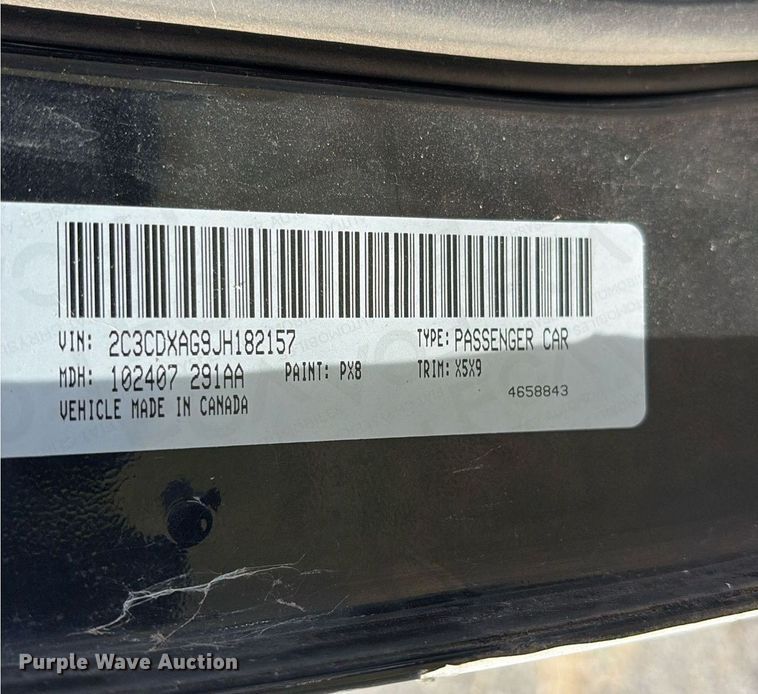 VIN: 2C3CDXAG9JH182157 TYPE: PASSENGER CAR
MDH: 102407 291AA PAINT: PX8 TRIM: X5X9
VEHICLE MADE IN CANADA 4658843
Purple Wave Auction